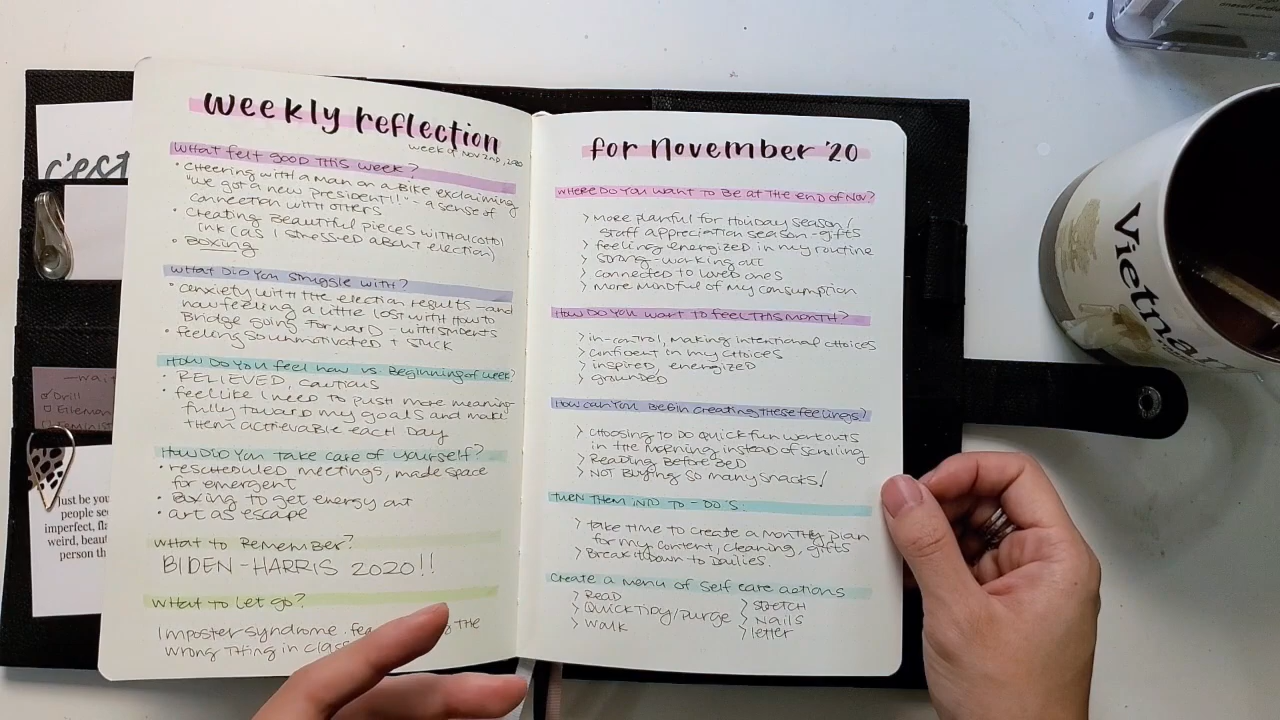 weekly reflection
week of Nov 2nd, 2020
WHAT felt good THIS week?
• CHeering with a man on a BIKE exclaiming
"we got a new president!!" - a sense of
connection with others
• creating Beautiful pieces with alcohol
ink (as I stressed about election)
• BOXING
WHAT DID YOU STruggle with?
• anxiety with the election results - and
now feeling a little lost with how to
Bridge going forward - with students
• feeling so unmotivated + stuck
How Do you feel now vs. Beginning of week?
• RELIEVED, cautious
• feel like I need to push more meaning-
fully toward my goals and make
them achievable each day
How DID You take care of yourself?
• rescheduled meetings, made space
for emergent
• Boxing to get energy out
• art as escape
WHAT TO Remember?
BIDEN-HARRIS 2020!!
WHAT TO Let go?
Imposter syndrome. the
wrong thing in
for November '20
WHERE DO YOU WANT TO Be AT THE end of Nov?
> More planful for Holiday season/
staff appreciation season - gifts
> feeling energized in my routine
> strong - working out
> connected to loved ones
> more mindful of my consumption
How do you want to feel THIS month?
> in-control, making intentional choices
> conficent in my choices
> inspired, energized
> grounded
How can you Begin creating these feelings?
> choosing to do quick fun workouts
in the morning instead of scrolling
> Reading Before Bed
> NOT BUYING SO many snacks!
Turn THEM INTO TO-DO'S:
> take time to create a monthly plan
for my content, cleaning, gifts
> Break it down to Dailies.
Create a menu of self care actions
> Read
> Quick Tidy/purge
> walk
> stretch
> Nails
> letter
c'est
-wait
Drill
Just be you
people se
imperfect, fl
weird, beau
person th
Vietnam